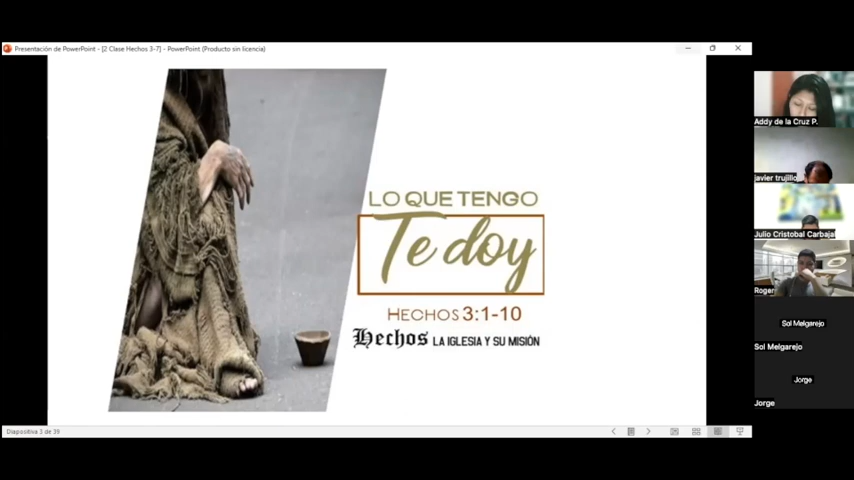 Presentación de PowerPoint - [2 Clase Hechos 3-7] - PowerPoint (Producto sin licencia)
LO QUE TENGO
Te doy
HECHOS 3:1-10
Hechos LA IGLESIA Y SU MISIÓN
Diapositiva 3 de 39
Addy de la Cruz P.
javier trujillo
Julio Cristobal Carbajal
Roger
Sol Melgarejo
Sol Melgarejo
Jorge
Jorge